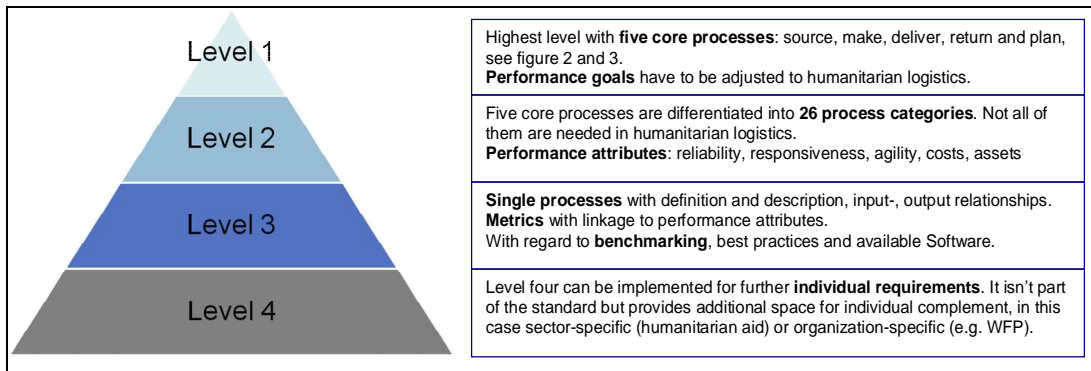 Level 1
Highest level with five core processes: source, make, deliver, return and plan,
see figure 2 and 3.
Performance goals have to be adjusted to humanitarian logistics.
Level 2
Five core processes are differentiated into 26 process categories. Not all of
them are needed in humanitarian logistics.
Performance attributes: reliability, responsiveness, agility, costs, assets
Level 3
Single processes with definition and description, input-, output relationships.
Metrics with linkage to performance attributes.
With regard to benchmarking, best practices and available Software.
Level 4
Level four can be implemented for further individual requirements. It isn't part
of the standard but provides additional space for individual complement, in this
case sector-specific (humanitarian aid) or organization-specific (e.g. WFP).